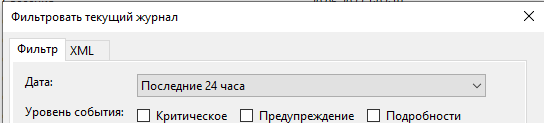 Фильтровать текущий журнал
Фильтр XML
Дата: Последние 24 часа
Уровень события: Критическое Предупреждение Подробности